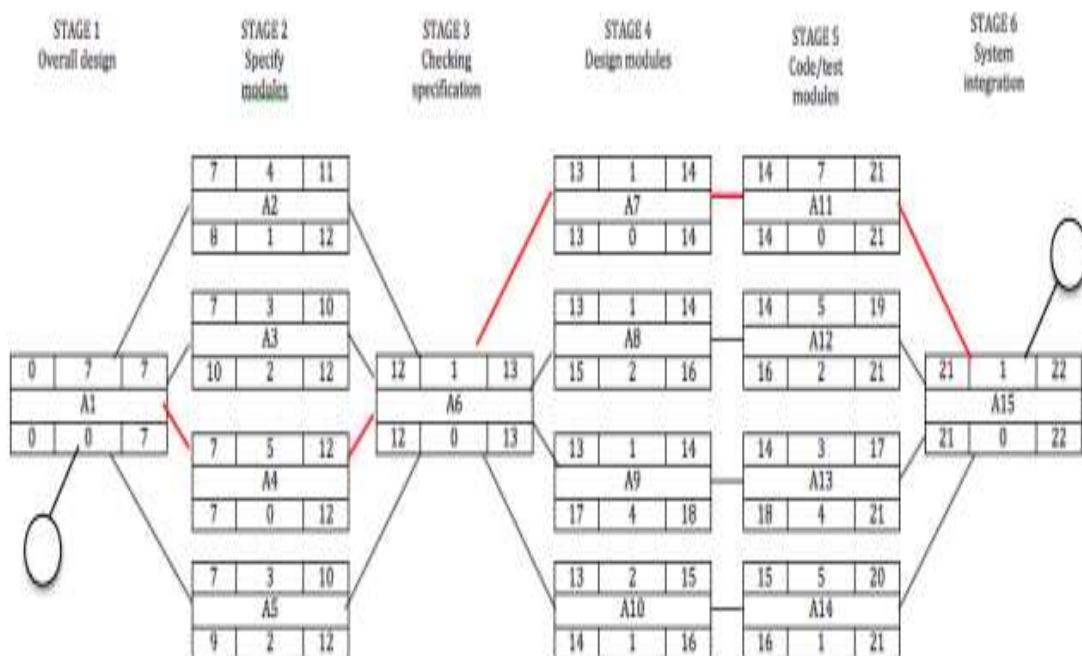 STAGE 1
Overall design
STAGE 2
Specify
modules
STAGE 3
Checking
specification
STAGE 4
Design modules
STAGE 5
Code/test
modules
STAGE 6
System
integration
0 7 7
A1
0 0 7
7 4 11
A2
8 1 12
7 3 10
A3
10 2 12
7 5 12
A4
7 0 12
7 3 10
A5
9 2 12
12 1 13
A6
12 0 13
13 1 14
A7
13 0 14
13 1 14
A8
15 2 16
13 1 14
A9
17 4 18
13 2 15
A10
14 1 16
14 7 21
A11
14 0 21
14 5 19
A12
16 2 21
14 3 17
A13
18 4 21
15 5 20
A14
16 1 21
21 1 22
A15
21 0 22